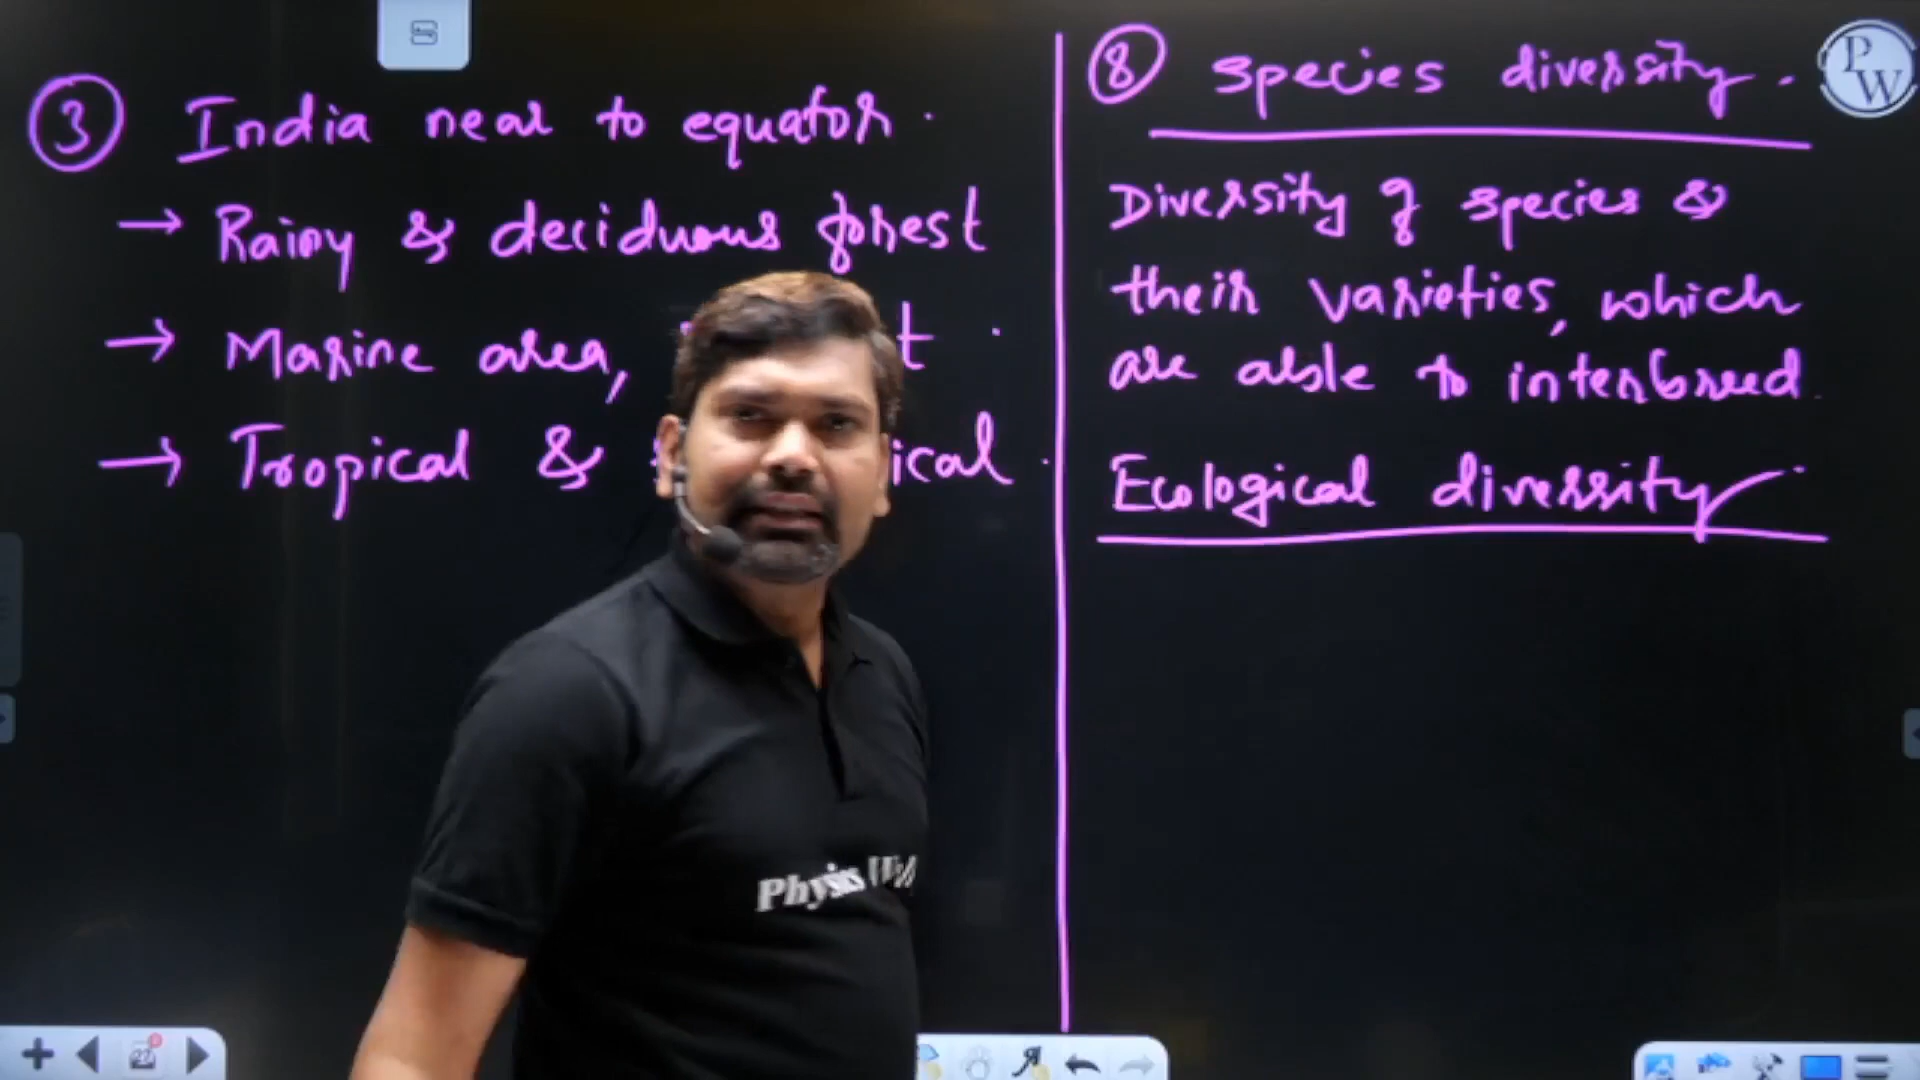 ③ India near to equator.
→ Rainy & deciduous forest
→ Marine area,
→ Tropical &
⑧ Species diversity.
Diversity of species &
their varieties, which
are able to interbreed.
Ecological diversity
PW
Physics